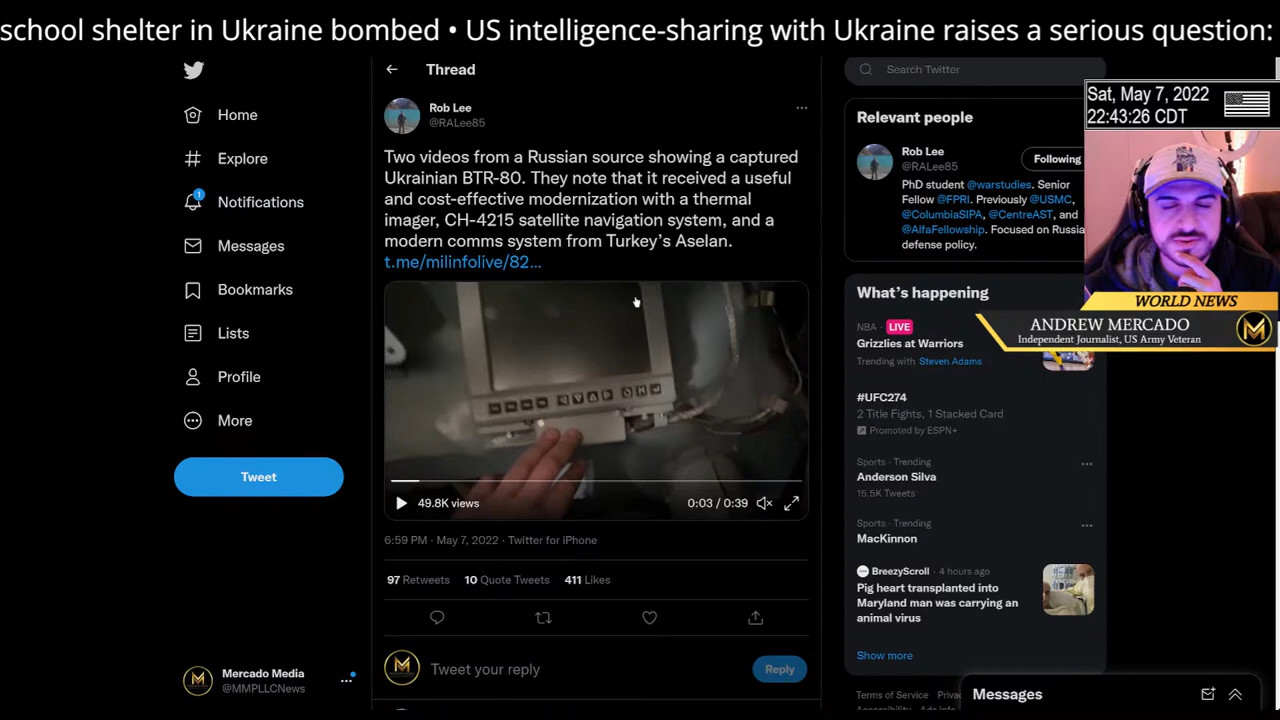 school shelter in Ukraine bombed • US intelligence-sharing with Ukraine raises a serious question:
Home
Explore
1
Notifications
Messages
Bookmarks
Lists
Profile
More
Tweet
Mercado Media
@MMPLLCNews
Thread
Rob Lee
@RALee85
Two videos from a Russian source showing a captured
Ukrainian BTR-80. They note that it received a useful
and cost-effective modernization with a thermal
imager, CH-4215 satellite navigation system, and a
modern comms system from Turkey's Aselan.
t.me/milinfolive/82...
49.8K views
0:03 / 0:39
6:59 PM · May 7, 2022 · Twitter for iPhone
97 Retweets 10 Quote Tweets 411 Likes
Tweet your reply
Reply
Search Twitter
Relevant people
Rob Lee
@RALee85
Following
PhD student @warstudies. Senior
Fellow @FPRI. Previously @USMC,
@ColumbiaSIPA, @CentreAST, and
@AlfaFellowship. Focused on Russia
defense policy.
What's happening
NBA · LIVE
Grizzlies at Warriors
Trending with Steven Adams
#UFC274
2 Title Fights, 1 Stacked Card
Promoted by ESPN+
Sports · Trending
Anderson Silva
15.5K Tweets
Sports · Trending
MacKinnon
BreezyScroll · 4 hours ago
Pig heart transplanted into
Maryland man was carrying an
animal virus
Show more
Terms of Service
Messages
Sat, May 7, 2022
22:43:26 CDT
WORLD NEWS
ANDREW MERCADO
Independent Journalist, US Army Veteran